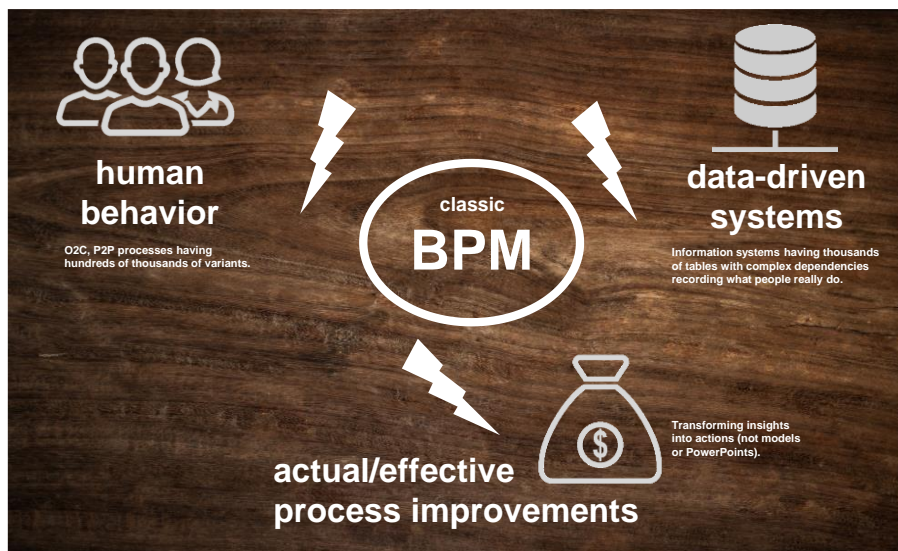 human
behavior
O2C, P2P processes having
hundreds of thousands of variants.
classic
BPM
data-driven
systems
Information systems having thousands
of tables with complex dependencies
recording what people really do.
$
Transforming insights
into actions (not models
or PowerPoints).
actual/effective
process improvements